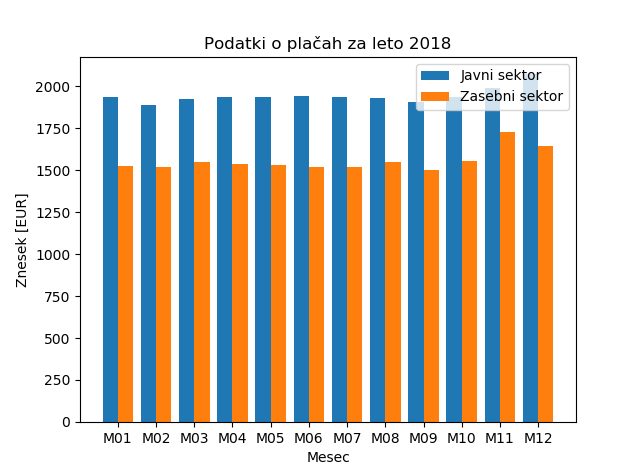 Podatki o plačah za leto 2018
Javni sektor
Zasebni sektor
Znesek [EUR]
2000
1750
1500
1250
1000
750
500
250
0
M01 M02 M03 M04 M05 M06 M07 M08 M09 M10 M11 M12
Mesec